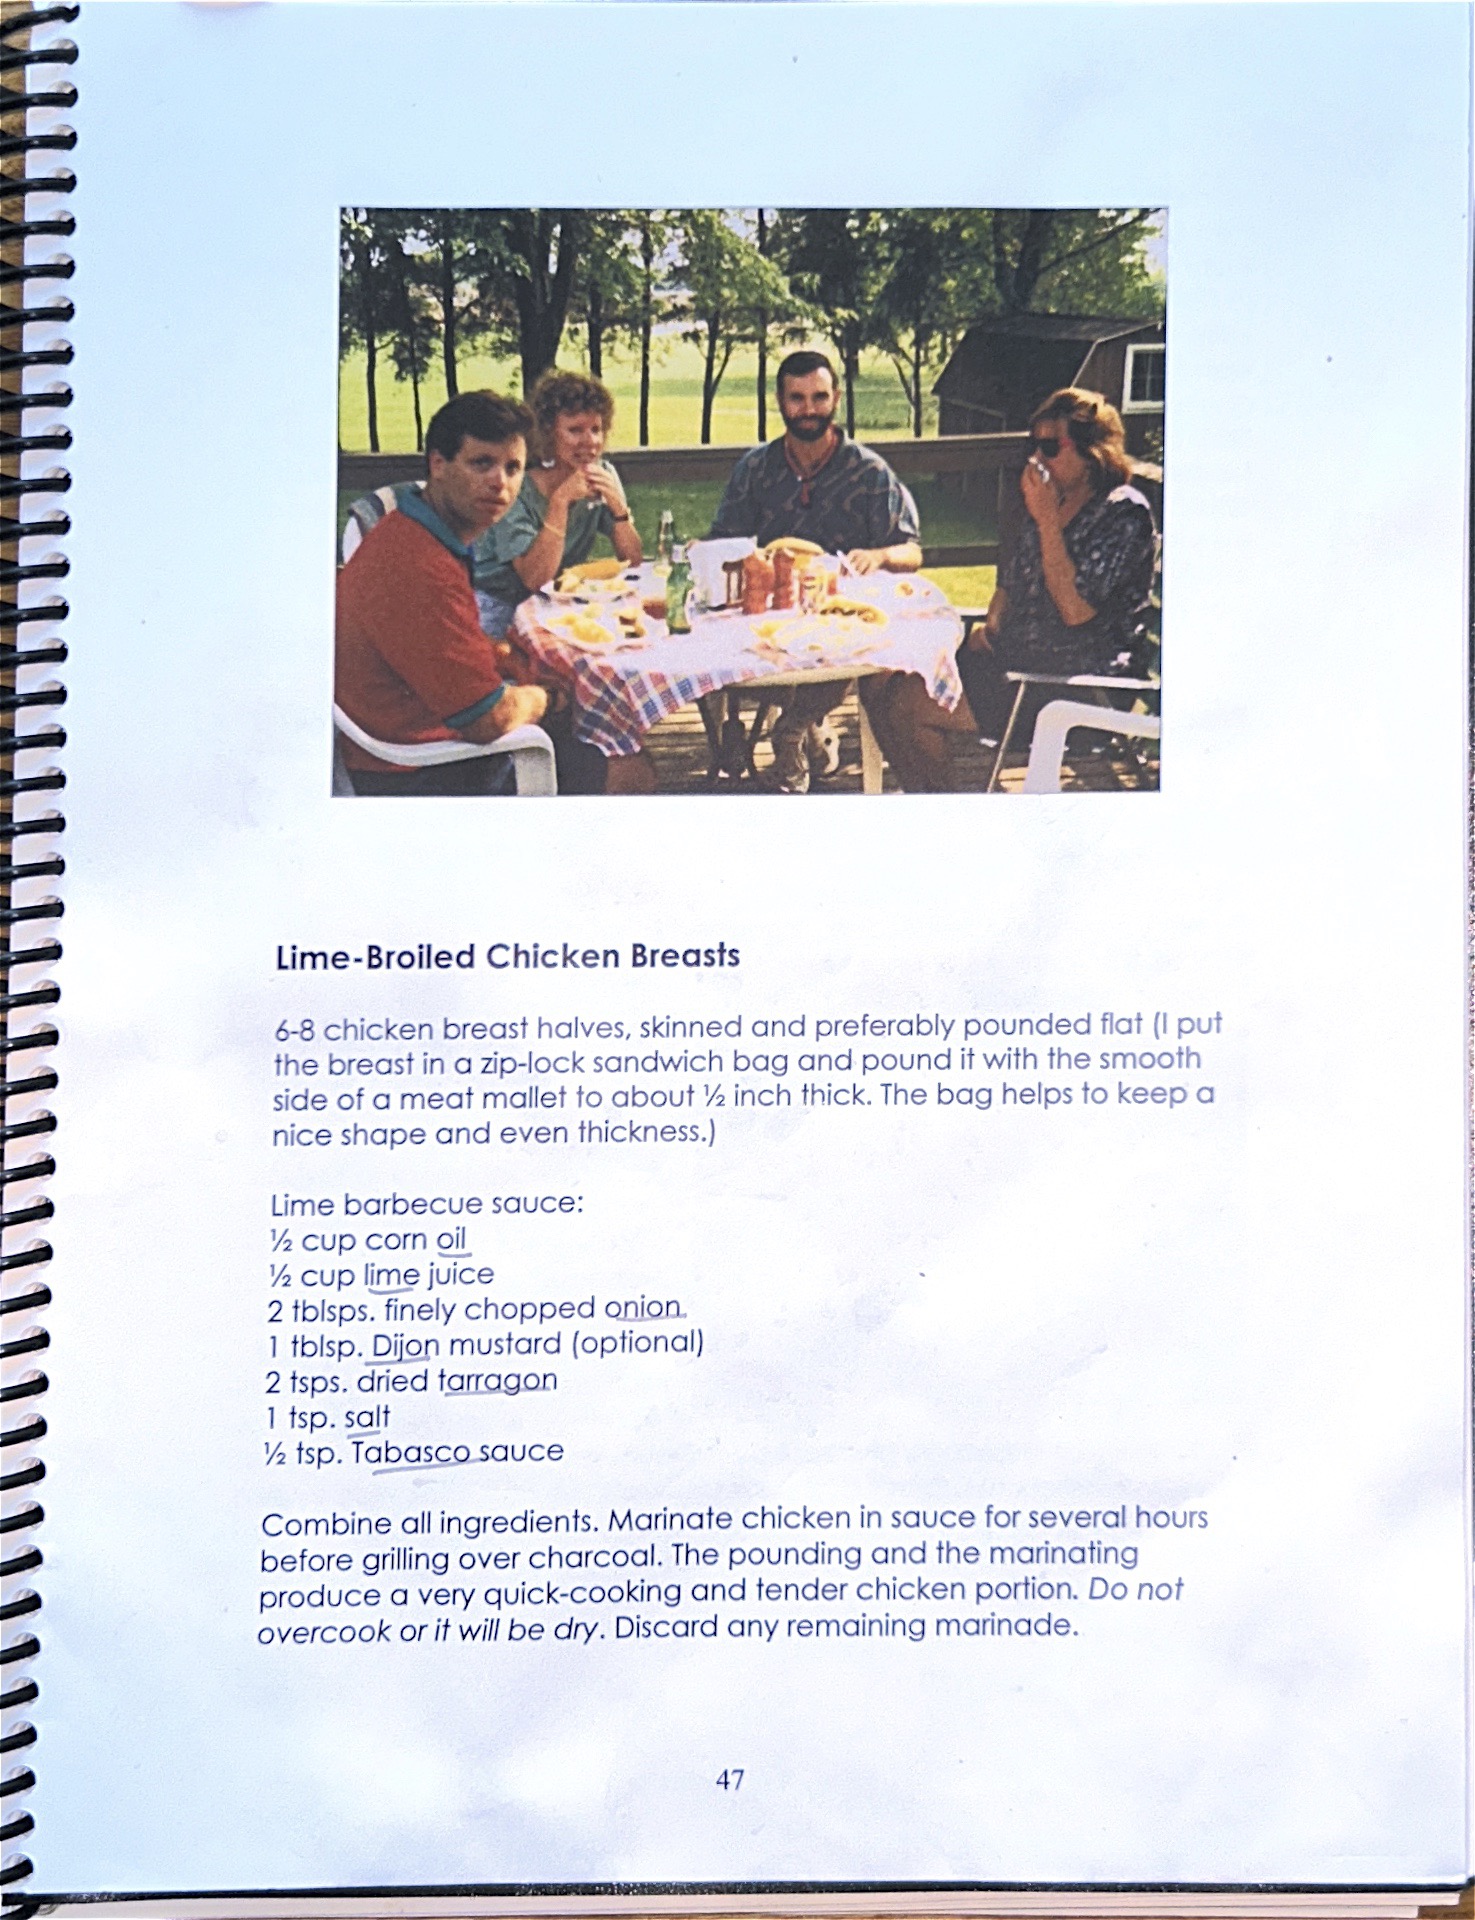 Lime-Broiled Chicken Breasts
6-8 chicken breast halves, skinned and preferably pounded flat (I put
the breast in a zip-lock sandwich bag and pound it with the smooth
side of a meat mallet to about ½ inch thick. The bag helps to keep a
nice shape and even thickness.)
Lime barbecue sauce:
½ cup corn oil
½ cup lime juice
2 tblsps. finely chopped onion
1 tblsp. Dijon mustard (optional)
2 tsps. dried tarragon
1 tsp. salt
½ tsp. Tabasco sauce
Combine all ingredients. Marinate chicken in sauce for several hours
before grilling over charcoal. The pounding and the marinating
produce a very quick-cooking and tender chicken portion. Do not
overcook or it will be dry. Discard any remaining marinade.
47